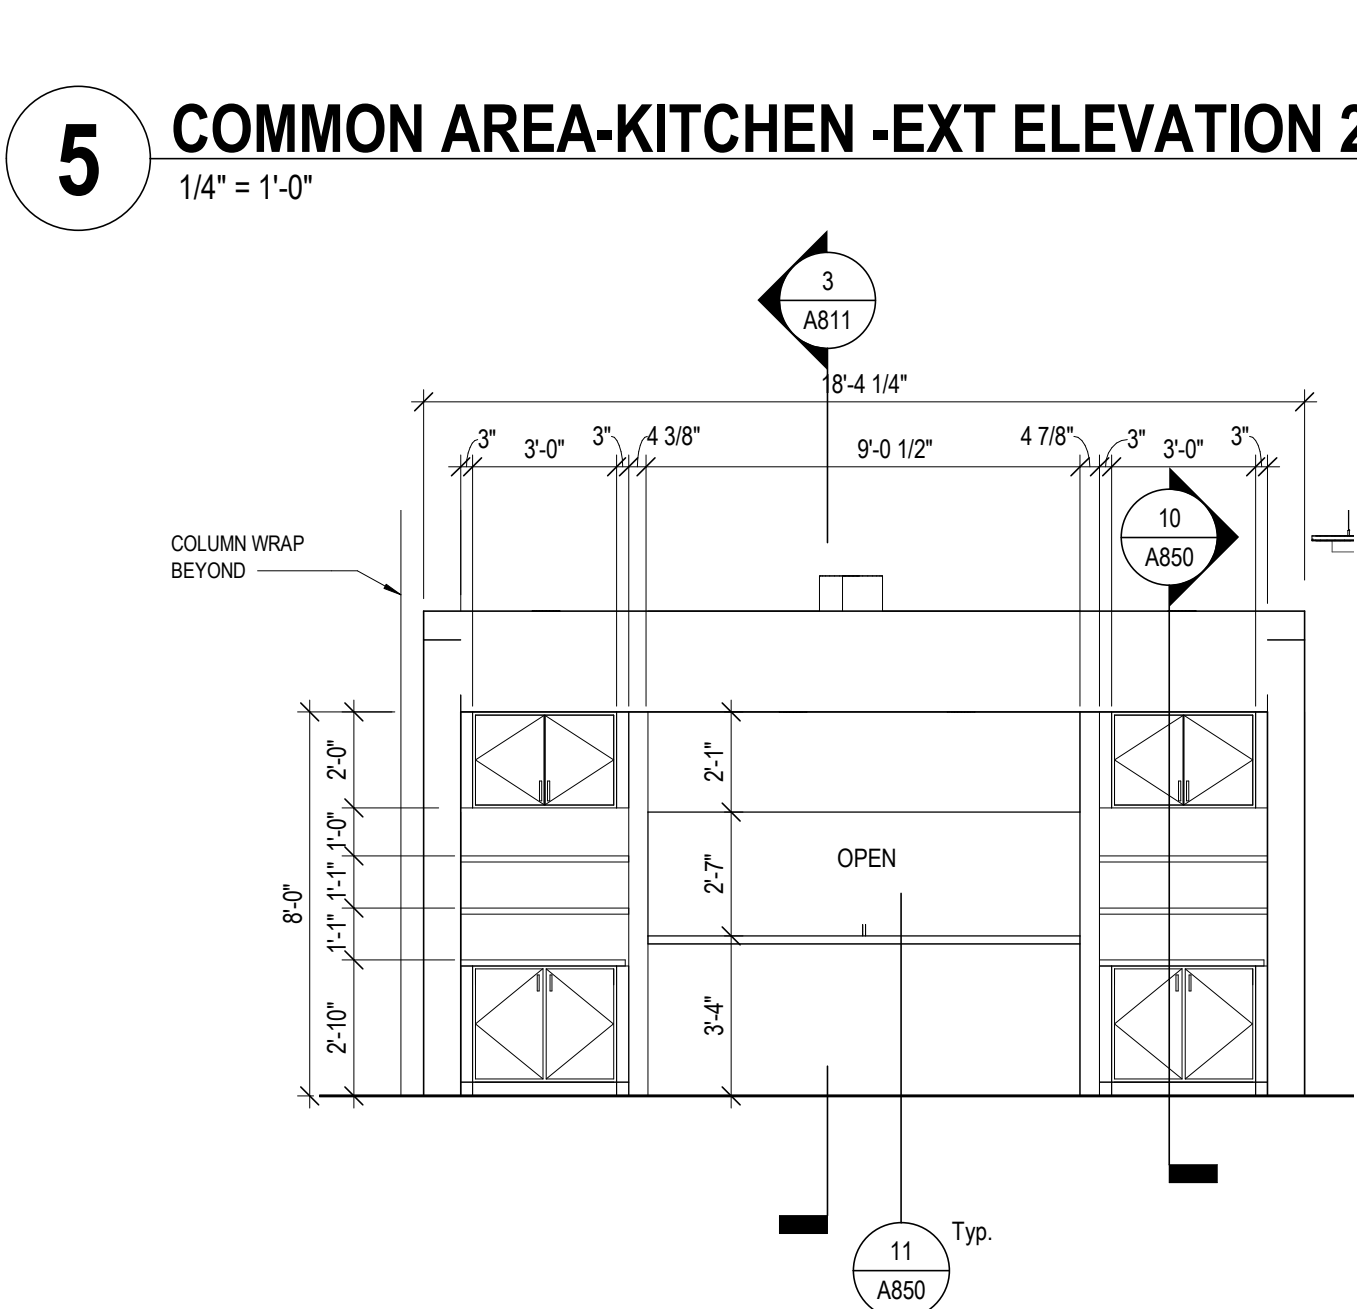 5
COMMON AREA-KITCHEN -EXT ELEVATION 2
1/4" = 1'-0"
3
A811
18'-4 1/4"
3"
3'-0"
3"
4 3/8"
9'-0 1/2"
4 7/8"
3"
3'-0"
3"
10
A850
COLUMN WRAP
BEYOND
8'-0"
2'-0"
1'-0"
1'-1"
1'-1"
2'-10"
2'-1"
2'-7"
3'-4"
OPEN
11
A850
Typ.